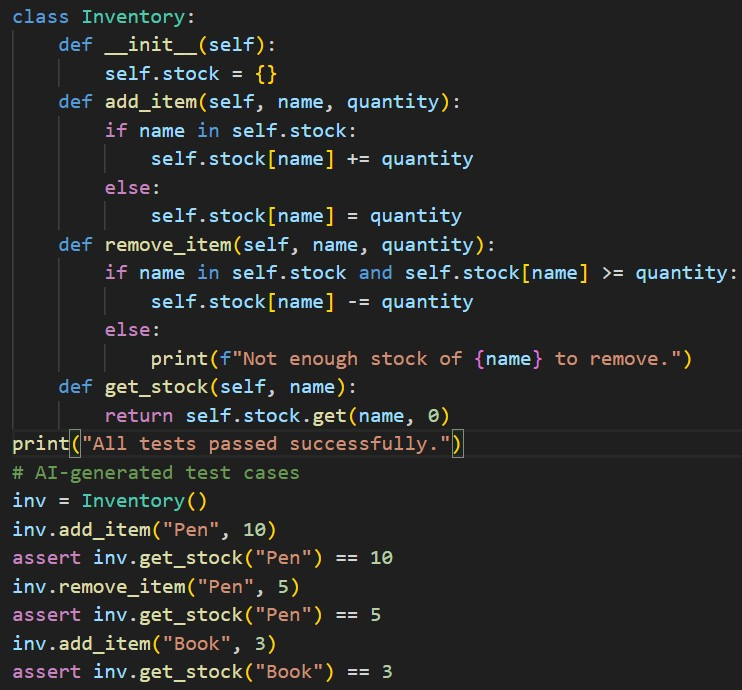 class Inventory:
    def __init__(self):
        self.stock = {}
    def add_item(self, name, quantity):
        if name in self.stock:
            self.stock[name] += quantity
        else:
            self.stock[name] = quantity
    def remove_item(self, name, quantity):
        if name in self.stock and self.stock[name] >= quantity:
            self.stock[name] -= quantity
        else:
            print(f"Not enough stock of {name} to remove.")
    def get_stock(self, name):
        return self.stock.get(name, 0)
print("All tests passed successfully.")
# AI-generated test cases
inv = Inventory()
inv.add_item("Pen", 10)
assert inv.get_stock("Pen") == 10
inv.remove_item("Pen", 5)
assert inv.get_stock("Pen") == 5
inv.add_item("Book", 3)
assert inv.get_stock("Book") == 3